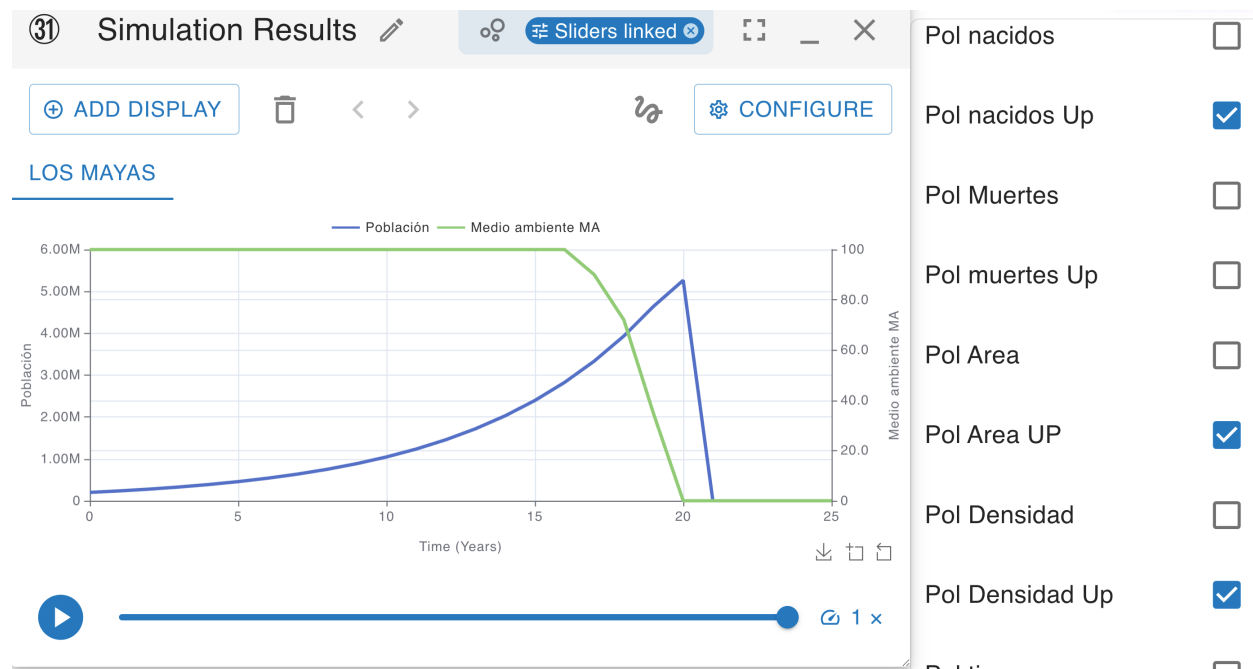 31 Simulation Results Sliders linked
ADD DISPLAY CONFIGURE
LOS MAYAS
Población Medio ambiente MA
6.00M
5.00M
4.00M
3.00M
2.00M
1.00M
0
Población
100
80.0
60.0
40.0
20.0
0
Medio ambiente MA
0 5 10 15 20 25
Time (Years)
1 ×
Pol nacidos
Pol nacidos Up
Pol Muertes
Pol muertes Up
Pol Area
Pol Area UP
Pol Densidad
Pol Densidad Up